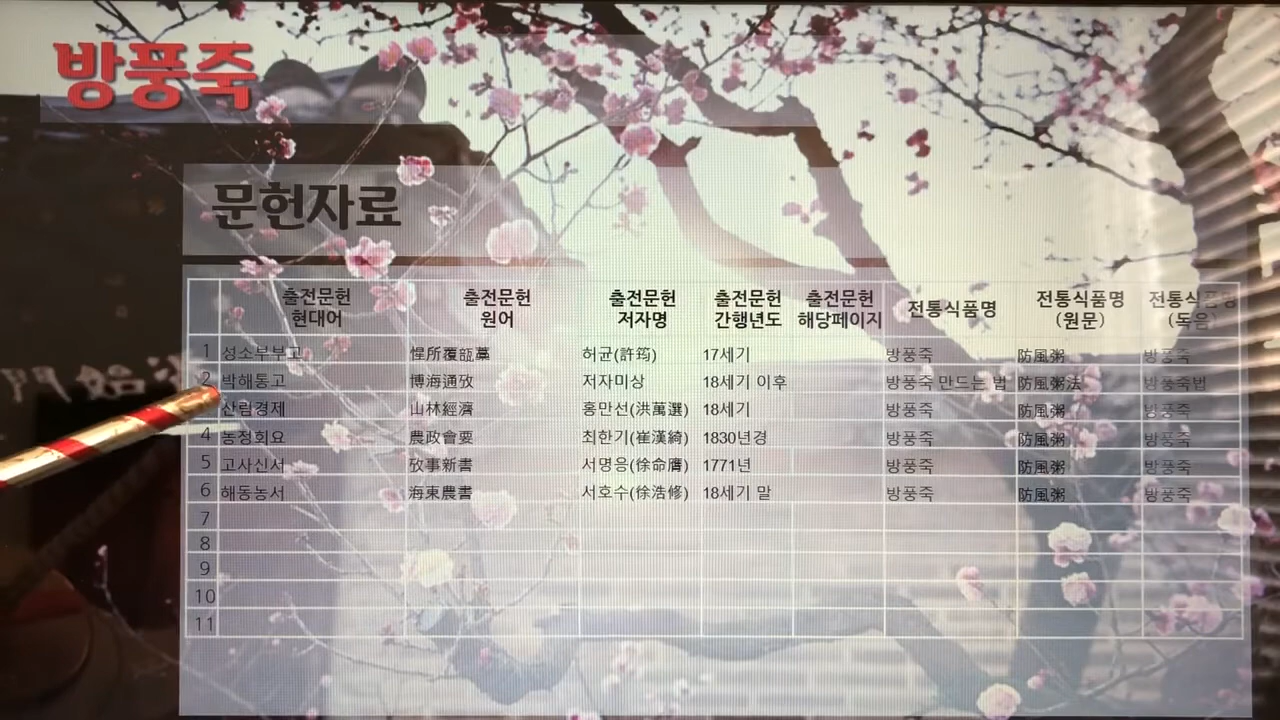 방풍죽
문헌자료
출전문헌 현대어 출전문헌 원어 출전문헌 저자명 출전문헌 간행년도 출전문헌 해당페이지 전통식품명 전통식품명 (원문) 전통식품명 (독음)
1 성소부부고 惺所覆瓿藁 허균(許筠) 17세기 방풍죽 防風粥 방풍죽
2 박해통고 博海通攷 저자미상 18세기 이후 방풍죽 만드는 법 防風粥法 방풍죽법
산림경제 山林經濟 홍만선(洪萬選) 18세기 방풍죽 防風粥 방풍죽
4 농정회요 農政會要 최한기(崔漢綺) 1830년경 방풍죽 防風粥 방풍죽
5 고사신서 攷事新書 서명응(徐命膺) 1771년 방풍죽 防風粥 방풍죽
6 해동농서 海東農書 서호수(徐浩修) 18세기 말 방풍죽 防風粥 방풍죽
7
8
9
10
11